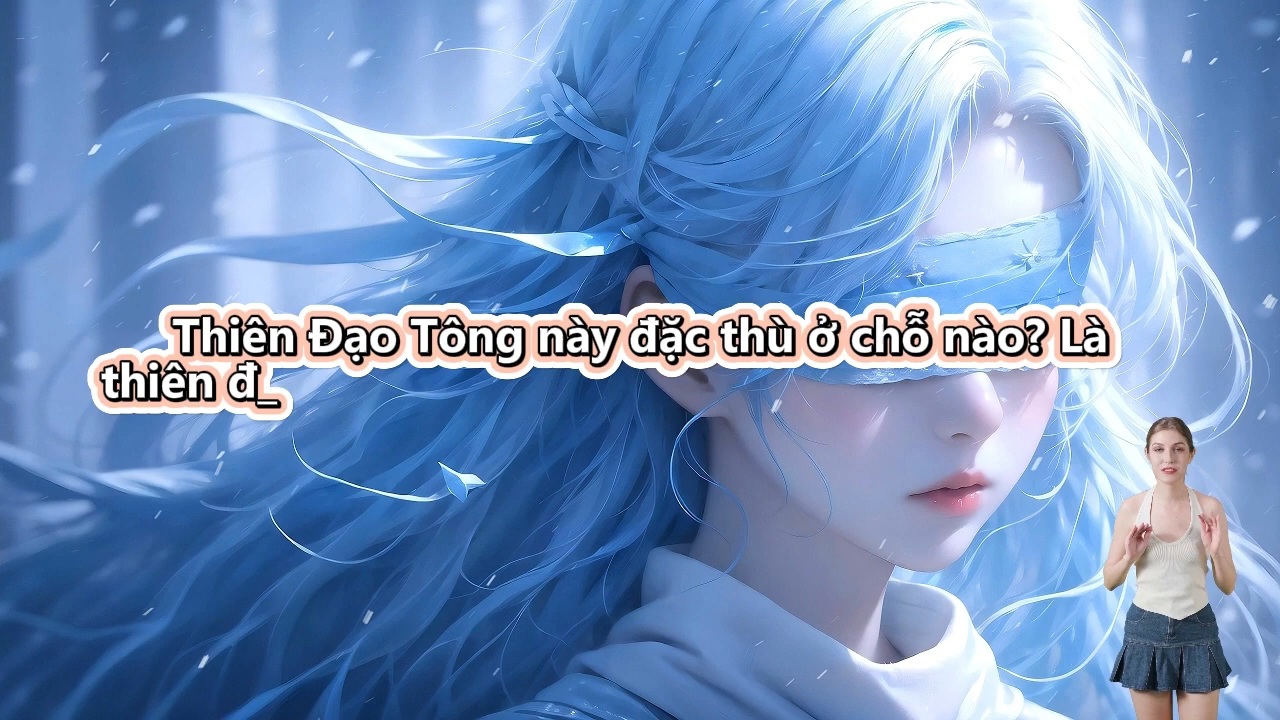 Thiên Đạo Tông này đặc thù ở chỗ nào? Là
thiên đ_